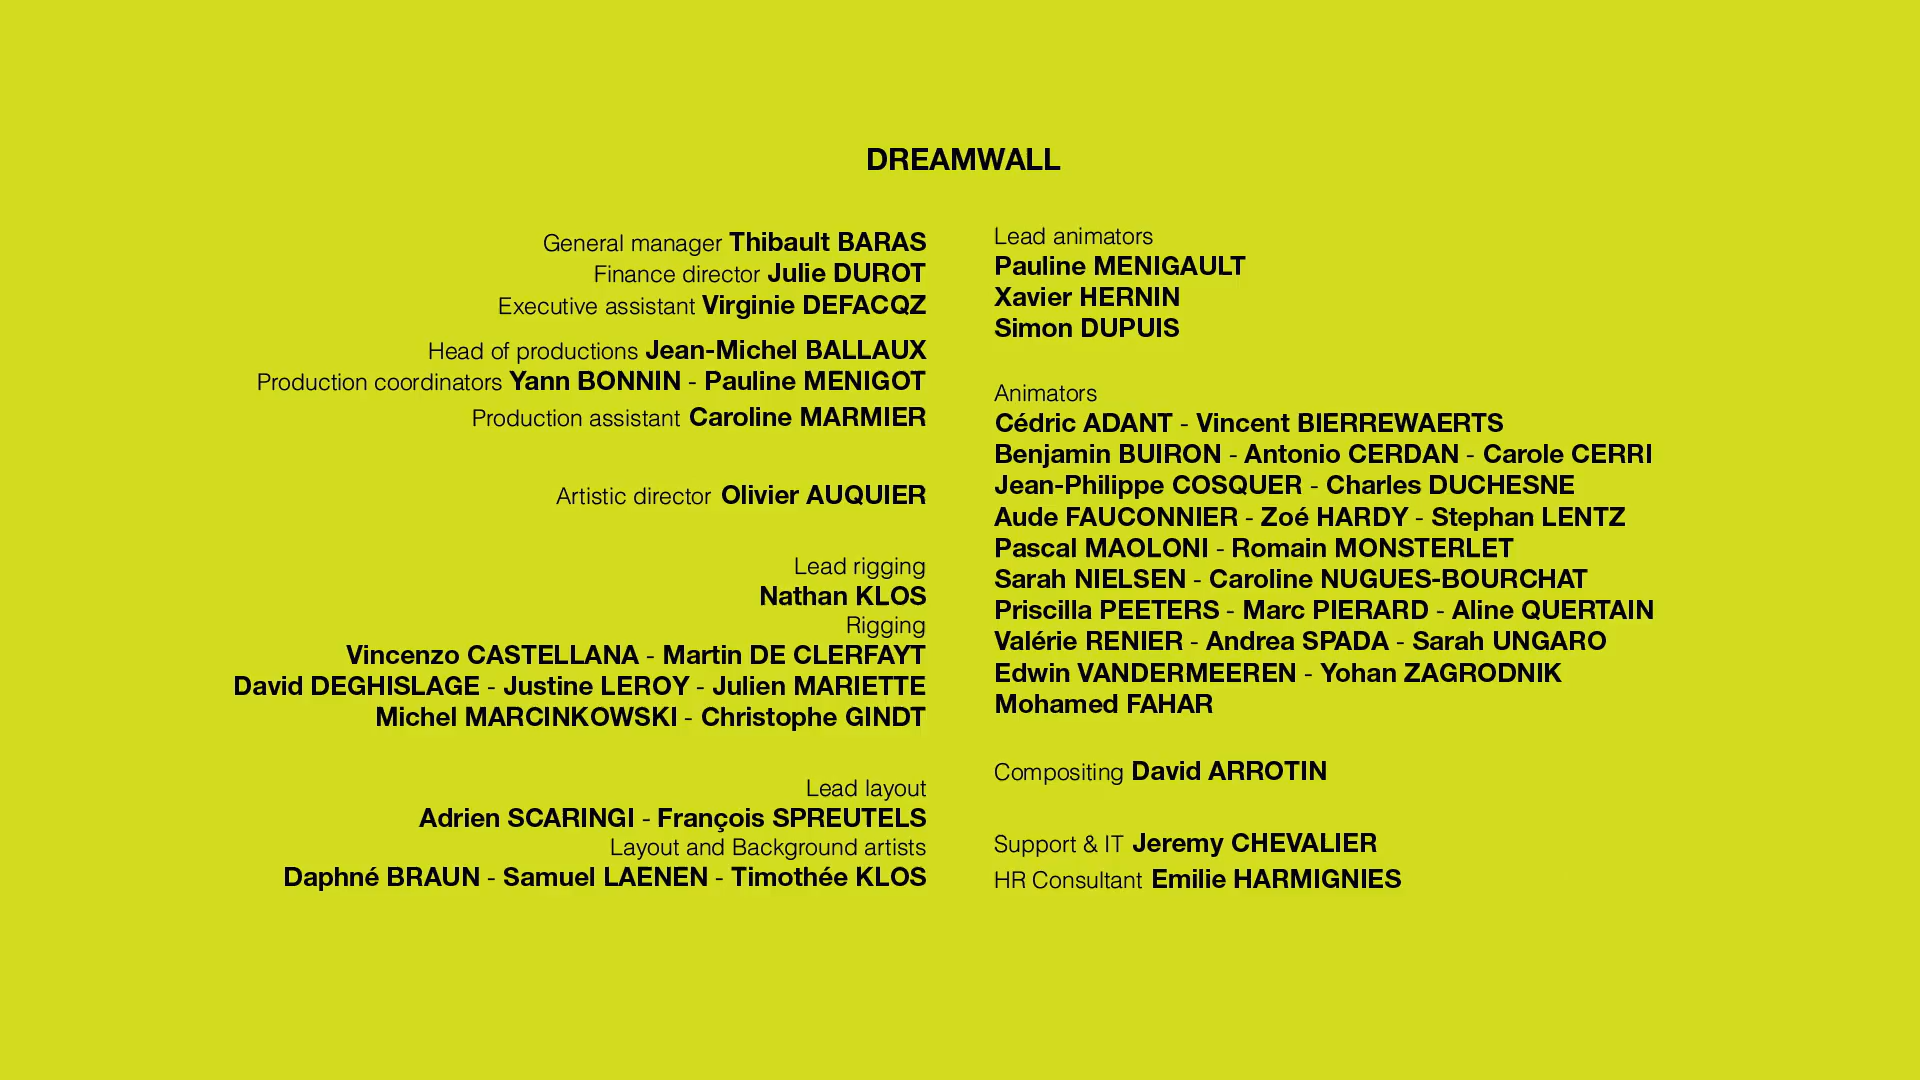 DREAMWALL
General manager Thibault BARAS
Finance director Julie DUROT
Executive assistant Virginie DEFACQZ
Head of productions Jean-Michel BALLAUX
Production coordinators Yann BONNIN - Pauline MENIGOT
Production assistant Caroline MARMIER
Artistic director Olivier AUQUIER
Lead rigging
Nathan KLOS
Rigging
Vincenzo CASTELLANA - Martin DE CLERFAYT
David DEGHISLAGE - Justine LEROY - Julien MARIETTE
Michel MARCINKOWSKI - Christophe GINDT
Lead layout
Adrien SCARINGI - François SPREUTELS
Layout and Background artists
Daphné BRAUN - Samuel LAENEN - Timothée KLOS
Lead animators
Pauline MENIGAULT
Xavier HERNIN
Simon DUPUIS
Animators
Cédric ADANT - Vincent BIERREWAERTS
Benjamin BUIRON - Antonio CERDAN - Carole CERRI
Jean-Philippe COSQUER - Charles DUCHESNE
Aude FAUCONNIER - Zoé HARDY - Stephan LENTZ
Pascal MAOLONI - Romain MONSTERLET
Sarah NIELSEN - Caroline NUGUES-BOURCHAT
Priscilla PEETERS - Marc PIERARD - Aline QUERTAIN
Valérie RENIER - Andrea SPADA - Sarah UNGARO
Edwin VANDERMEEREN - Yohan ZAGRODNIK
Mohamed FAHAR
Compositing David ARROTIN
Support & IT Jeremy CHEVALIER
HR Consultant Emilie HARMIGNIES